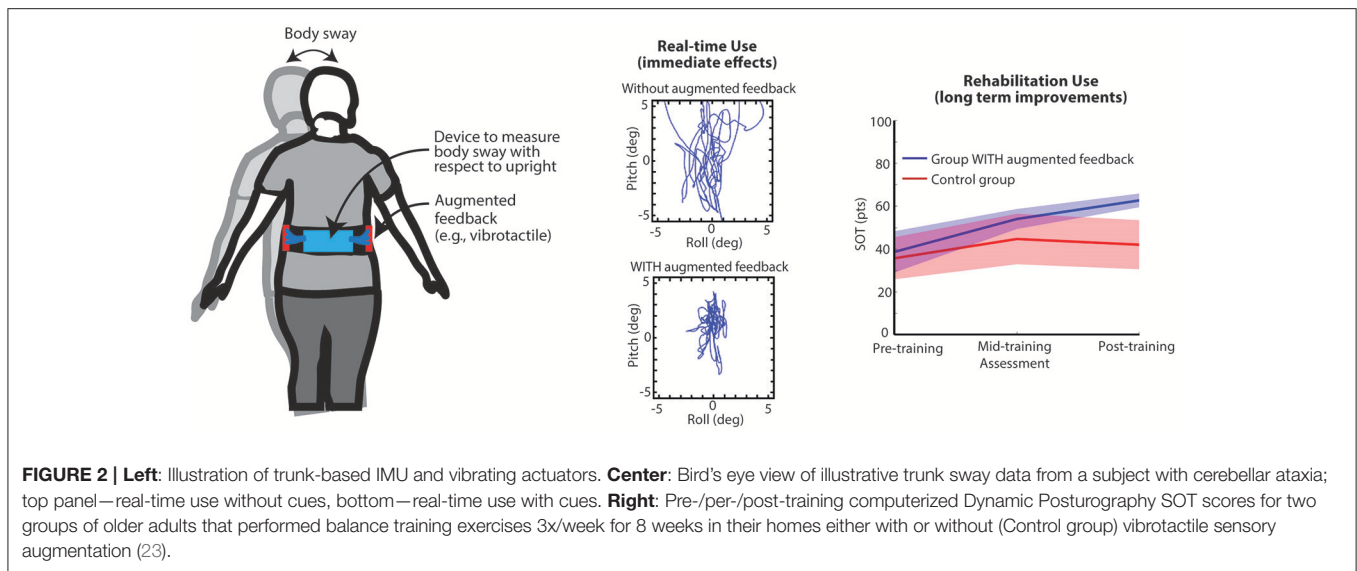 Body sway
Device to measure
body sway with
respect to upright
Augmented
feedback
(e.g., vibrotactile)
Real-time Use
(immediate effects)
Without augmented feedback
5
0
-5
Pitch (deg)
-5 0 5
Roll (deg)
WITH augmented feedback
5
0
-5
Pitch (deg)
-5 0 5
Roll (deg)
Rehabilitation Use
(long term improvements)
100
80
60
40
20
0
SOT (pts)
Group WITH augmented feedback
Control group
Pre-training Mid-training Post-training
Assessment
FIGURE 2 | Left: Illustration of trunk-based IMU and vibrating actuators. Center: Bird's eye view of illustrative trunk sway data from a subject with cerebellar ataxia;
top panel—real-time use without cues, bottom—real-time use with cues. Right: Pre-/per-/post-training computerized Dynamic Posturography SOT scores for two
groups of older adults that performed balance training exercises 3x/week for 8 weeks in their homes either with or without (Control group) vibrotactile sensory
augmentation (23).